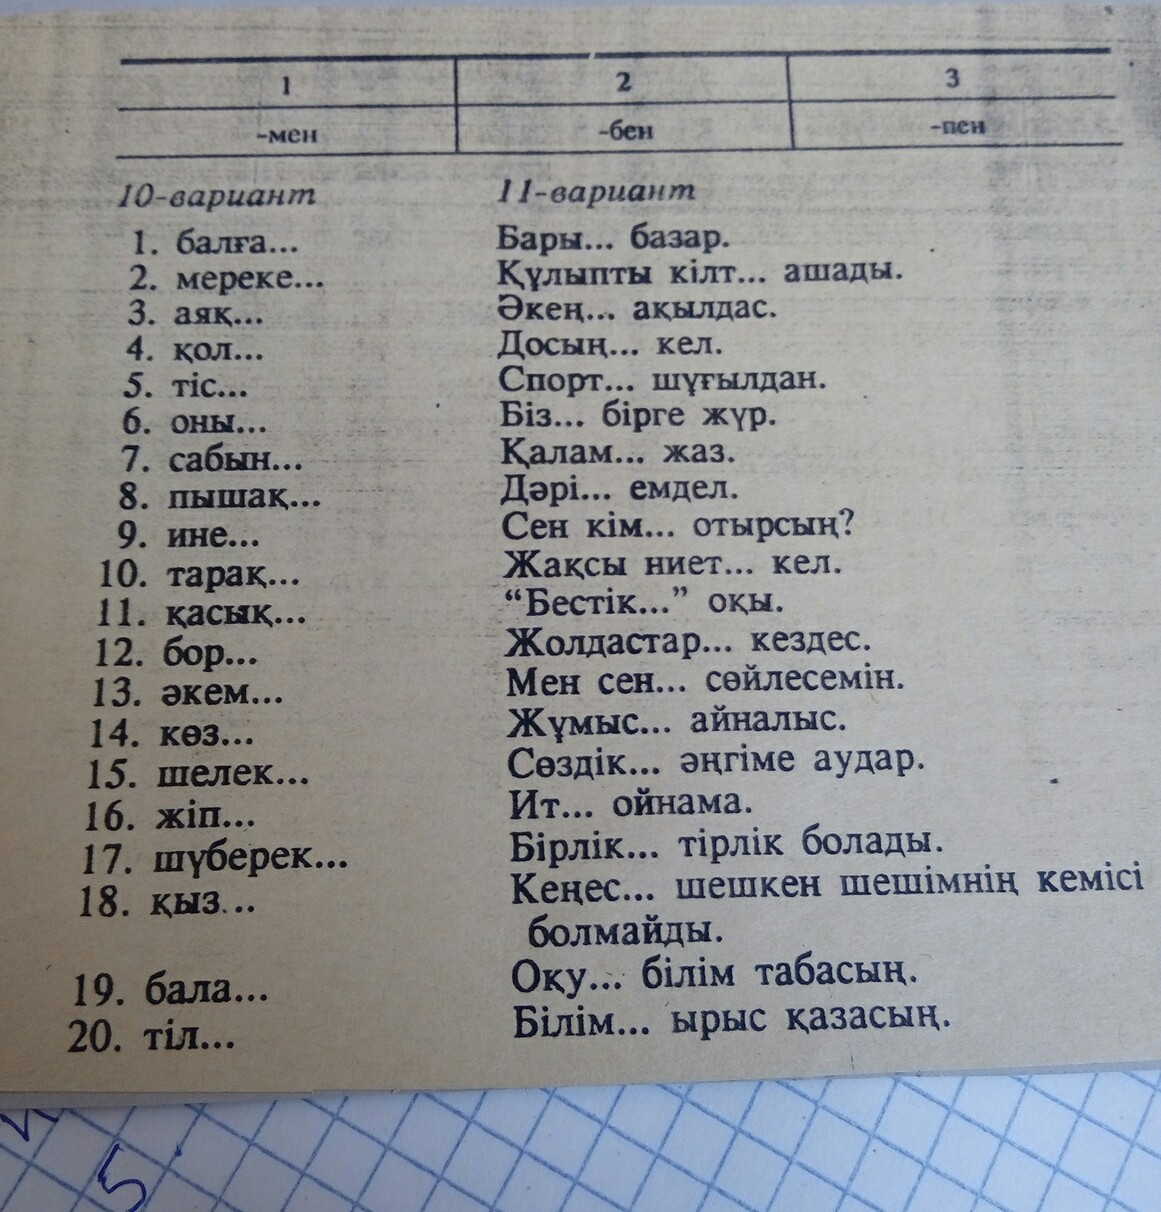 1 2 3
-мен -бен -пен
10-вариант 11-вариант
1. балға... Бары... базар.
2. мереке... Құлыпты кілт... ашады.
3. аяқ... Әкең... ақылдас.
4. қол... Досың... кел.
5. тіс... Спорт... шұғылдан.
6. оны... Біз... бірге жүр.
7. сабын... Қалам... жаз.
8. пышақ... Дәрі... емдел.
9. ине... Сен кім... отырсың?
10. тарақ... Жақсы ниет... кел.
11. қасық... “Бестік...” оқы.
12. бор... Жолдастар... кездес.
13. әкем... Мен сен... сөйлесемін.
14. көз... Жұмыс... айналыс.
15. шелек... Сөздік... әңгіме аудар.
16. жіп... Ит... ойнама.
17. шүберек... Бірлік... тірлік болады.
18. қыз... Кеңес... шешкен шешімнің кемісі
болмайды.
19. бала... Оқу... білім табасың.
20. тіл... Білім... ырыс қазасың.
5